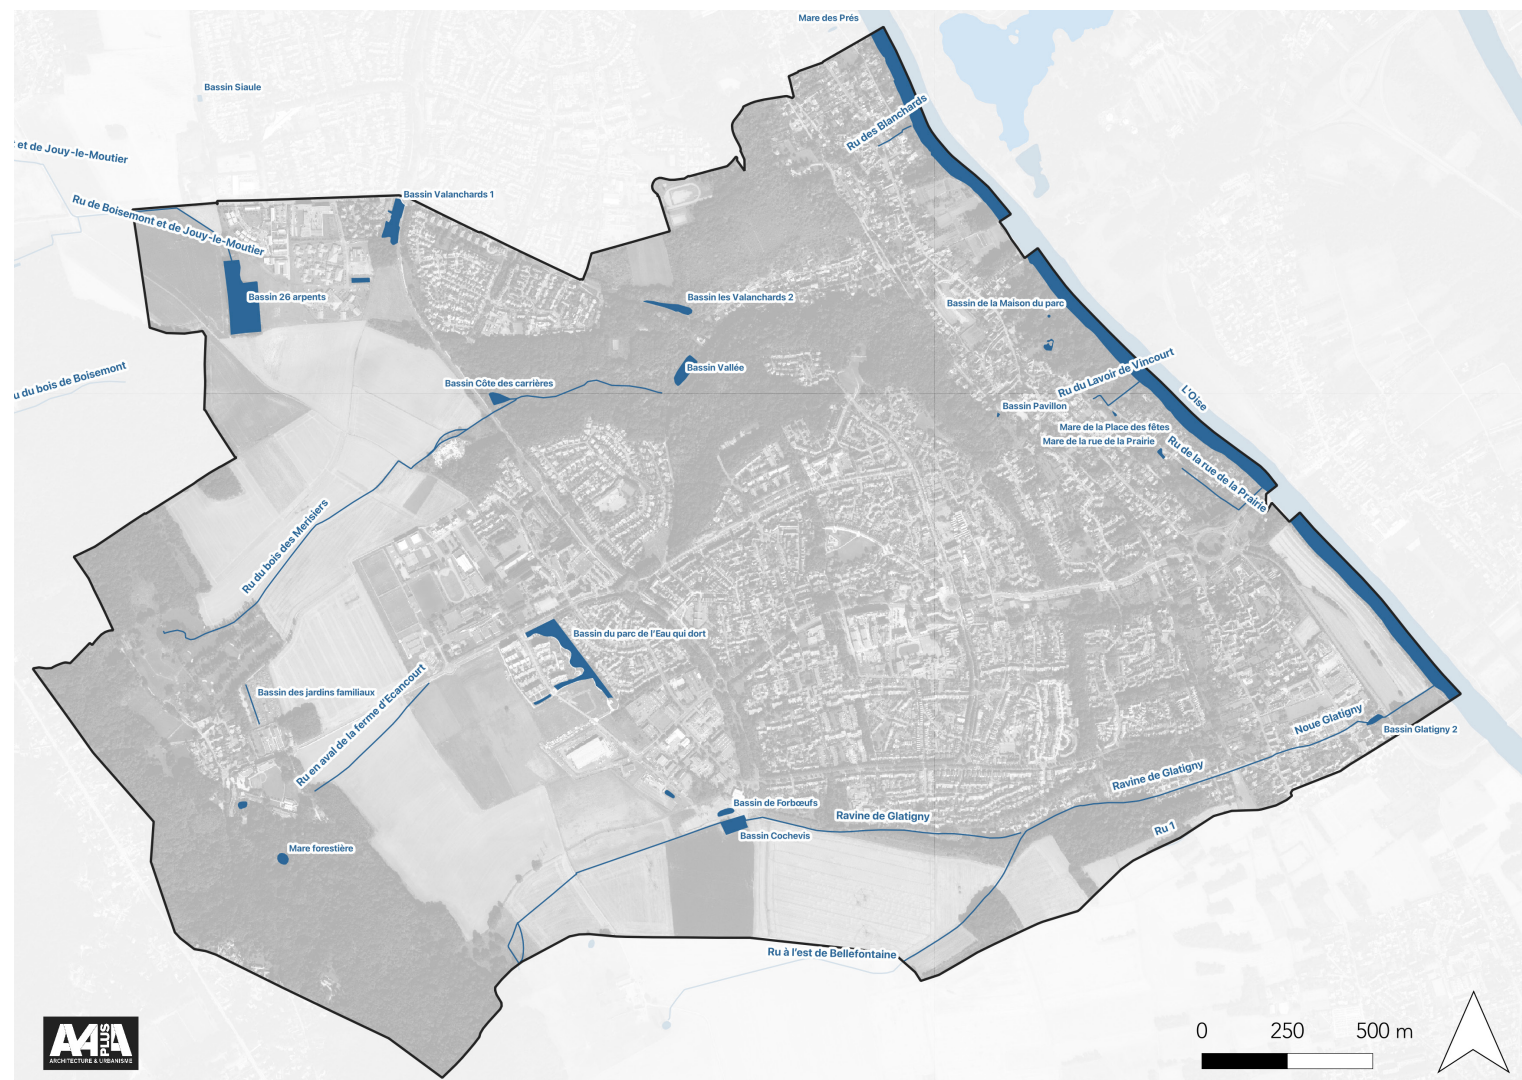 Mare des Prés
Bassin Siaule
Ru des Blanchards
et de Jouy-le-Moutier
Bassin Valanchards 1
Ru de Boisemont et de Jouy-le-Moutier
Bassin 26 arpents
Bassin les Valanchards 2
Bassin de la Maison du parc
u du bois de Boisemont
Bassin Vallée
Bassin Côte des carrières
Ru du Lavoir de Vincourt
L'Oise
Bassin Pavillon
Mare de la Place des fêtes
Mare de la rue de la Prairie
Ru de la rue de la Prairie
Ru du bois des Merisiers
Bassin du parc de l'Eau qui dort
Bassin des jardins familiaux
Ru en aval de la ferme d'Ecancourt
Noue Glatigny
Bassin Glatigny 2
Ravine de Glatigny
Bassin de Forbœufs
Ravine de Glatigny
Bassin Cochevis
Ru 1
Mare forestière
Ru à l'est de Bellefontaine
0 250 500 m
A4 PLUS A
ARCHITECTURE & URBANISME